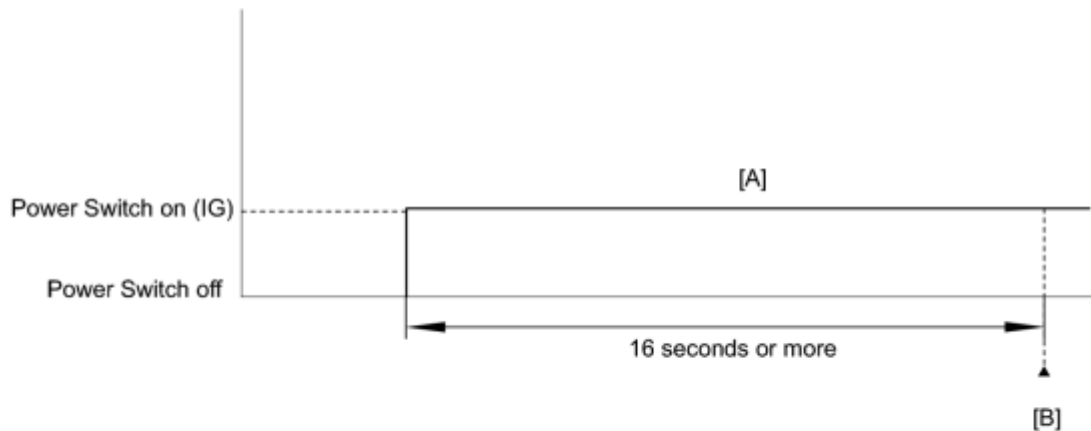 [A]
Power Switch on (IG)
Power Switch off
16 seconds or more
[B]